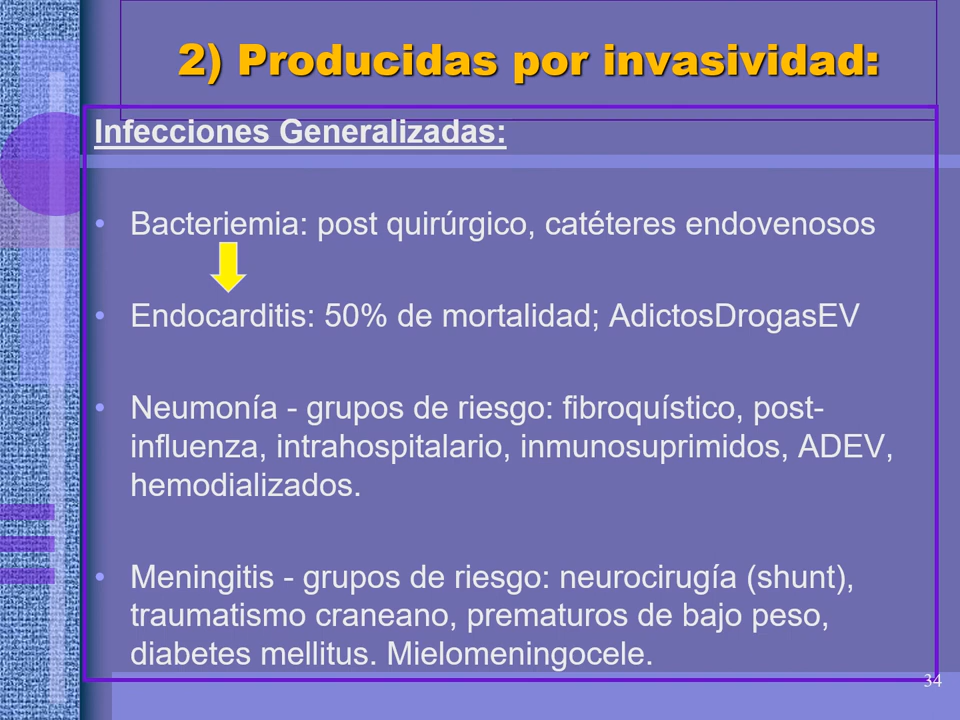 2) Producidas por invasividad:
Infecciones Generalizadas:
• Bacteriemia: post quirúrgico, catéteres endovenosos
• Endocarditis: 50% de mortalidad; AdictosDrogasEV
• Neumonía - grupos de riesgo: fibroquístico, post-
influenza, intrahospitalario, inmunosuprimidos, ADEV,
hemodializados.
• Meningitis - grupos de riesgo: neurocirugía (shunt),
traumatismo craneano, prematuros de bajo peso,
diabetes mellitus. Mielomeningocele.
34